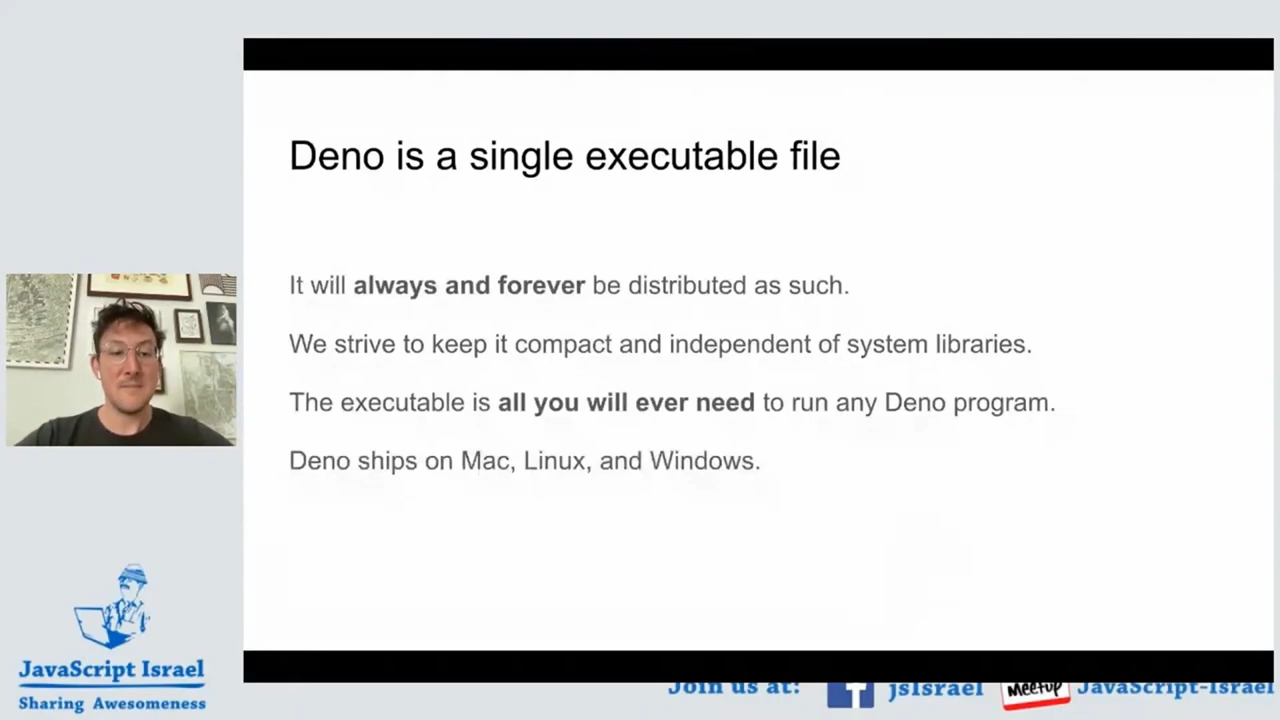 Deno is a single executable file
It will always and forever be distributed as such.
We strive to keep it compact and independent of system libraries.
The executable is all you will ever need to run any Deno program.
Deno ships on Mac, Linux, and Windows.
JavaScript Israel
Sharing Awesomeness
Join us at: f jsIsrael Meetup JavaScript-Israel